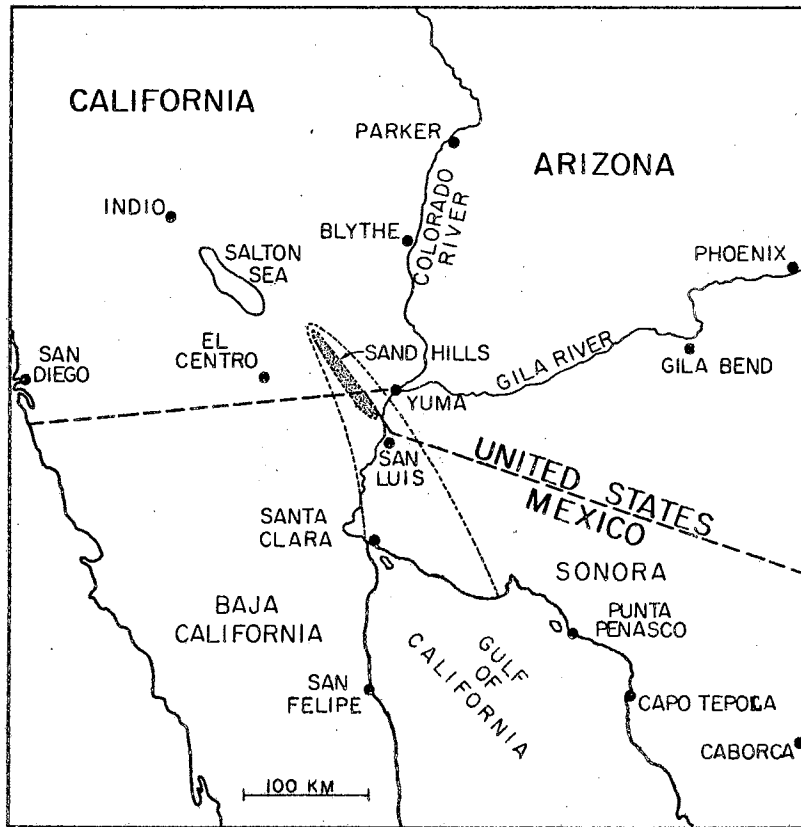 CALIFORNIA
PARKER
ARIZONA
INDIO
COLORADO
RIVER
BLYTHE
SALTON
SEA
PHOENIX
SAND HILLS
EL
CENTRO
SAN
DIEGO
GILA RIVER
GILA BEND
YUMA
SAN
LUIS
UNITED STATES
MEXICO
SANTA
CLARA
SONORA
BAJA
CALIFORNIA
PUNTA
PENASCO
GULF
OF
CALIFORNIA
SAN
FELIPE
CAPO TEPOCA
CABORCA
100 KM